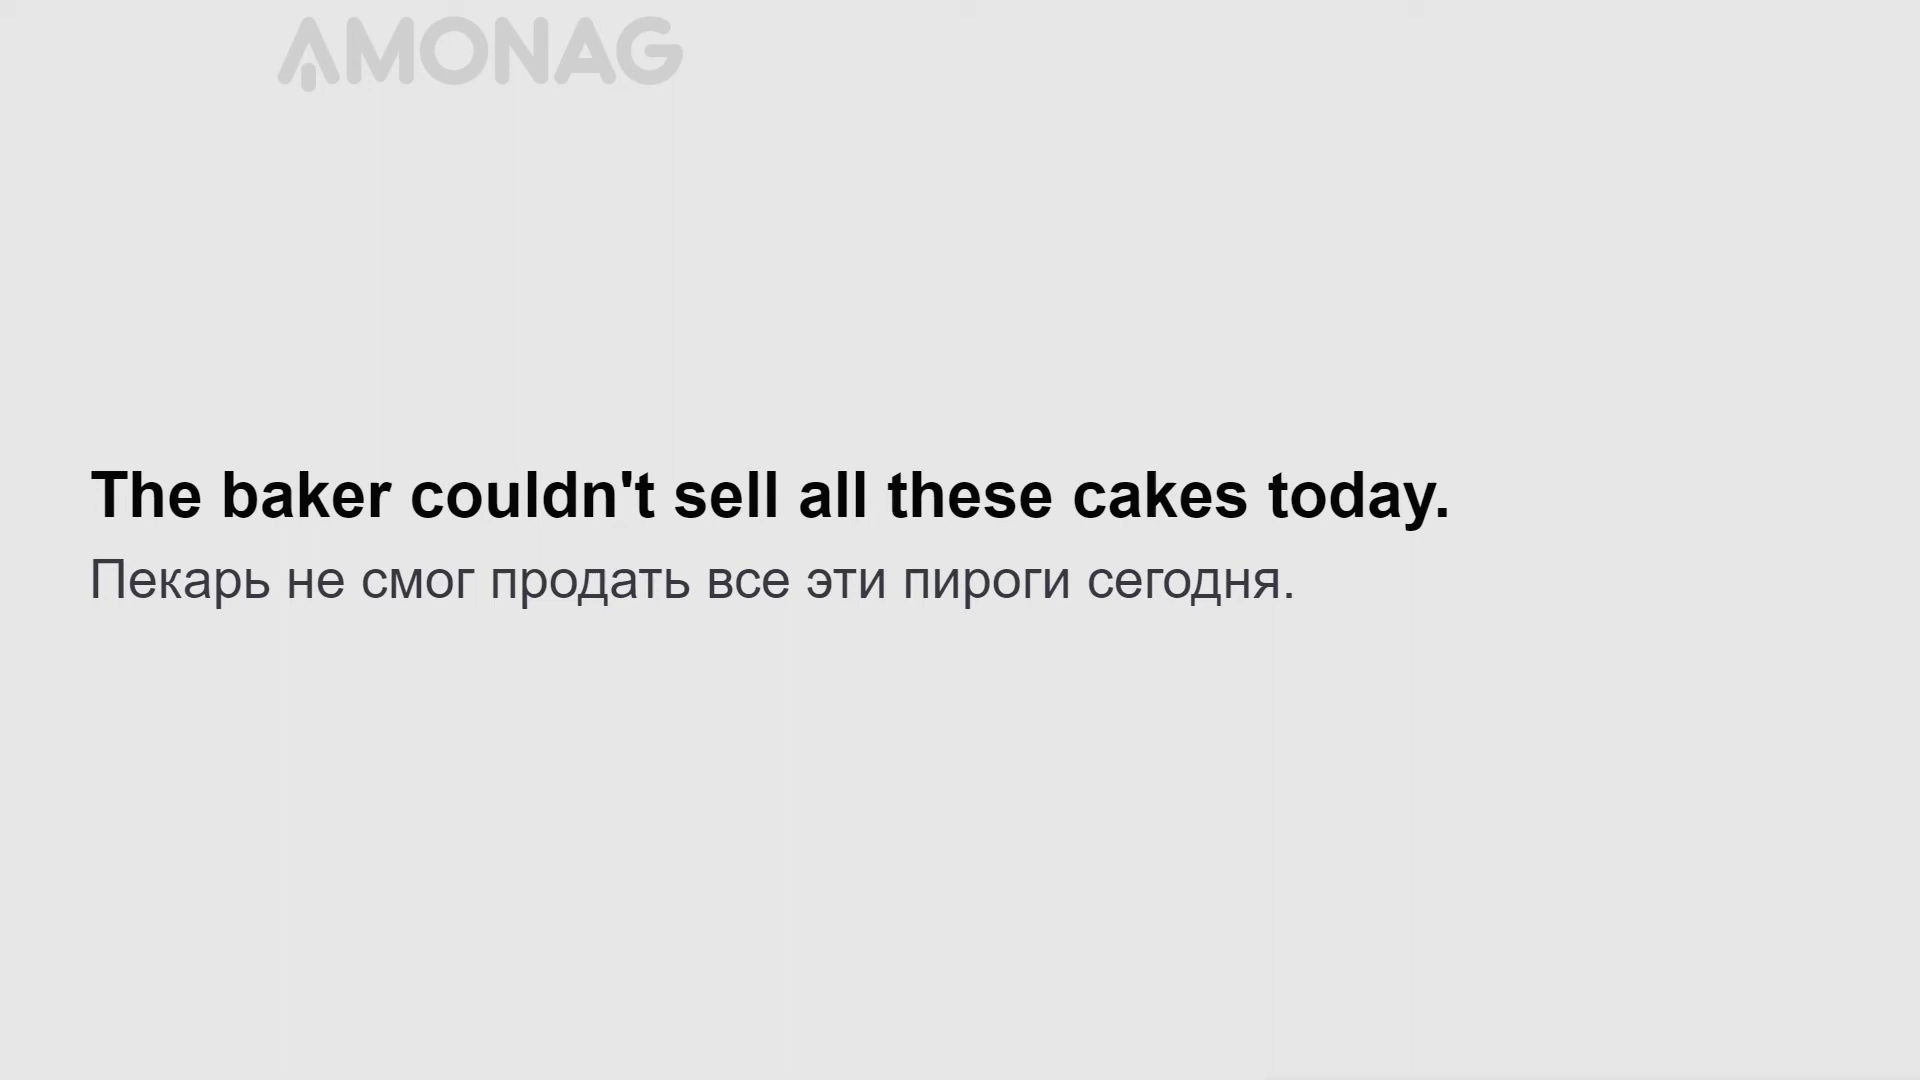 AMONAG
The baker couldn't sell all these cakes today.
Пекарь не смог продать все эти пироги сегодня.